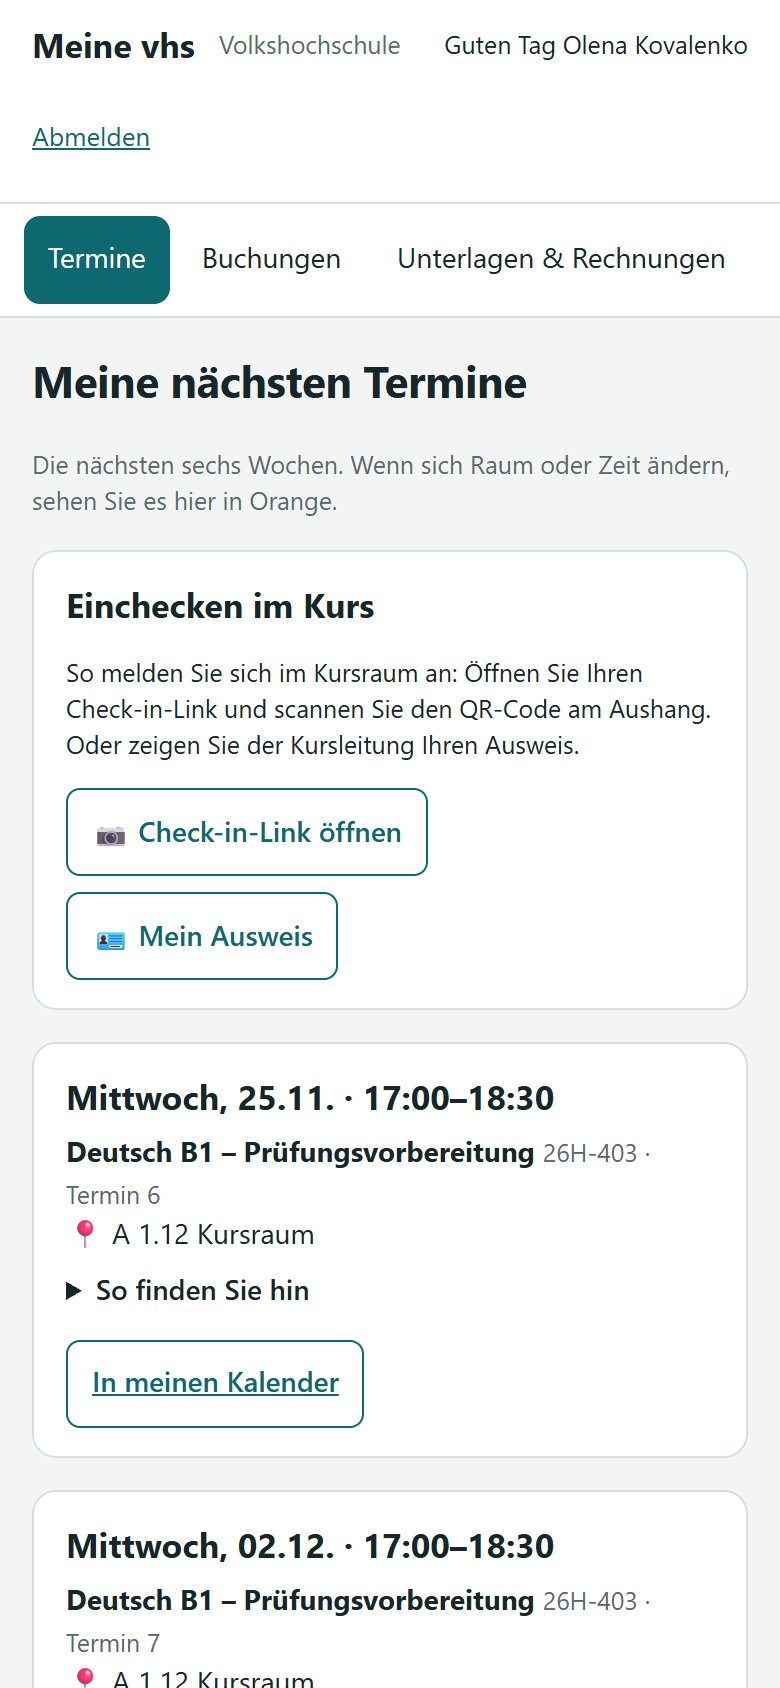 Meine vhs Volkshochschule Guten Tag Olena Kovalenko
Abmelden
Termine Buchungen Unterlagen & Rechnungen
Meine nächsten Termine
Die nächsten sechs Wochen. Wenn sich Raum oder Zeit ändern,
sehen Sie es hier in Orange.
Einchecken im Kurs
So melden Sie sich im Kursraum an: Öffnen Sie Ihren
Check-in-Link und scannen Sie den QR-Code am Aushang.
Oder zeigen Sie der Kursleitung Ihren Ausweis.
Check-in-Link öffnen
Mein Ausweis
Mittwoch, 25.11. · 17:00–18:30
Deutsch B1 – Prüfungsvorbereitung 26H-403 ·
Termin 6
A 1.12 Kursraum
So finden Sie hin
In meinen Kalender
Mittwoch, 02.12. · 17:00–18:30
Deutsch B1 – Prüfungsvorbereitung 26H-403 ·
Termin 7
A 1.12 Kursraum